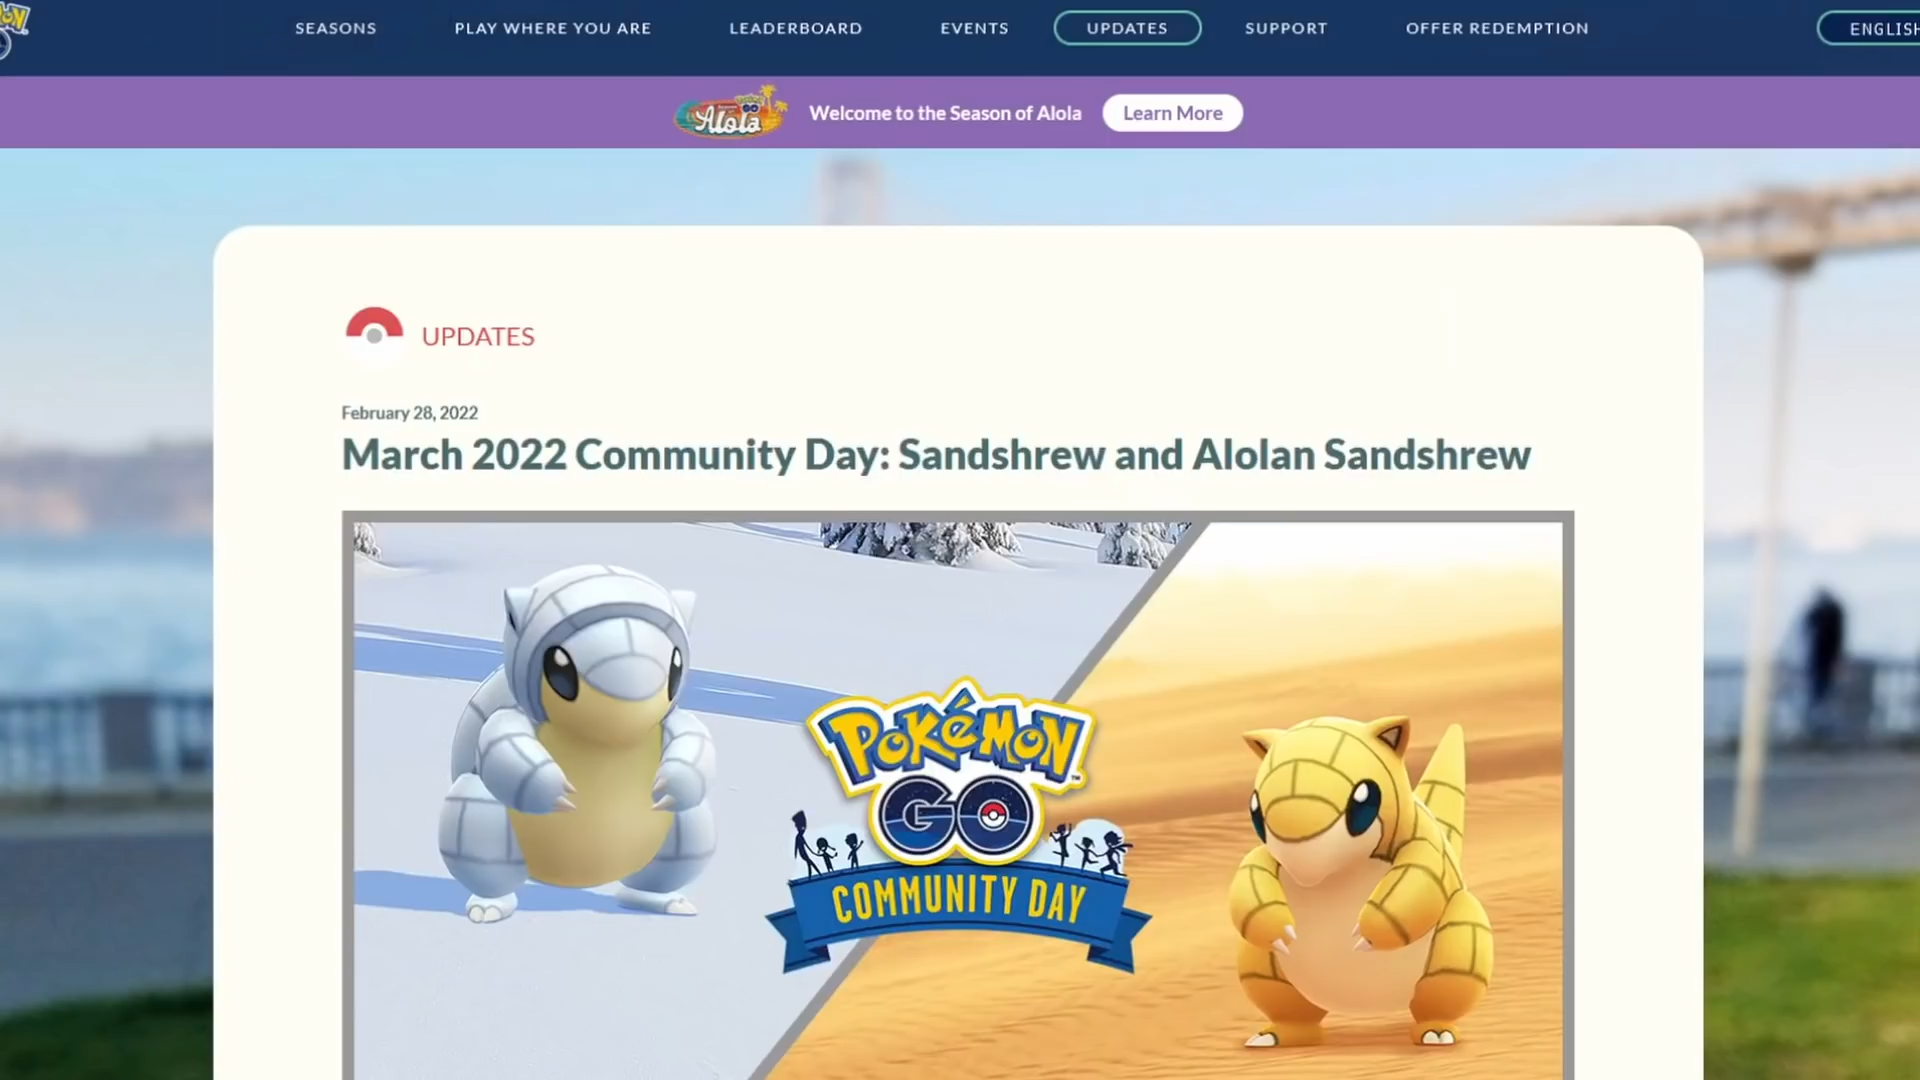 SEASONS
PLAY WHERE YOU ARE
LEADERBOARD
EVENTS
UPDATES
SUPPORT
OFFER REDEMPTION
ENGLISH
Alola
Welcome to the Season of Alola
Learn More
UPDATES
February 28, 2022
March 2022 Community Day: Sandshrew and Alolan Sandshrew
POKéMON
GO
COMMUNITY DAY